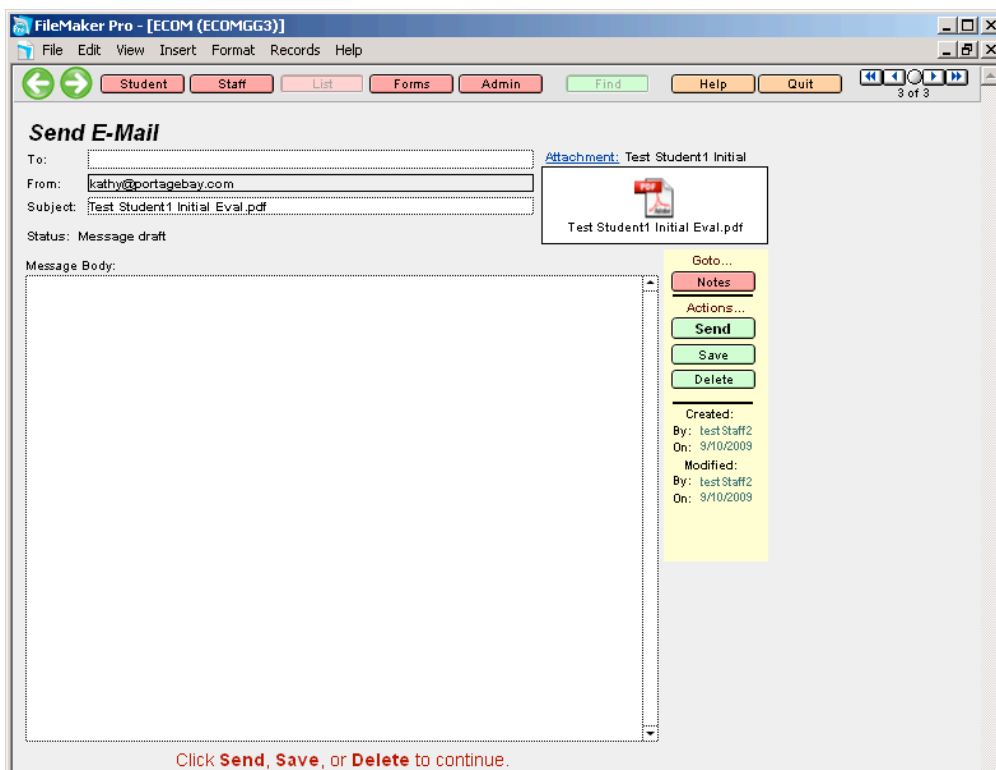 FileMaker Pro - [ECOM (ECOMGG3)]
File Edit View Insert Format Records Help
Student Staff List Forms Admin Find Help Quit
3 of 3
Send E-Mail
To:
Attachment: Test Student1 Initial
From: kathy@portagebay.com
PDF
Adobe
Subject: Test Student1 Initial Eval.pdf
Test Student1 Initial Eval.pdf
Status: Message draft
Message Body:
Goto...
Notes
Actions...
Send
Save
Delete
Created:
By: testStaff2
On: 9/10/2009
Modified:
By: testStaff2
On: 9/10/2009
Click Send, Save, or Delete to continue.